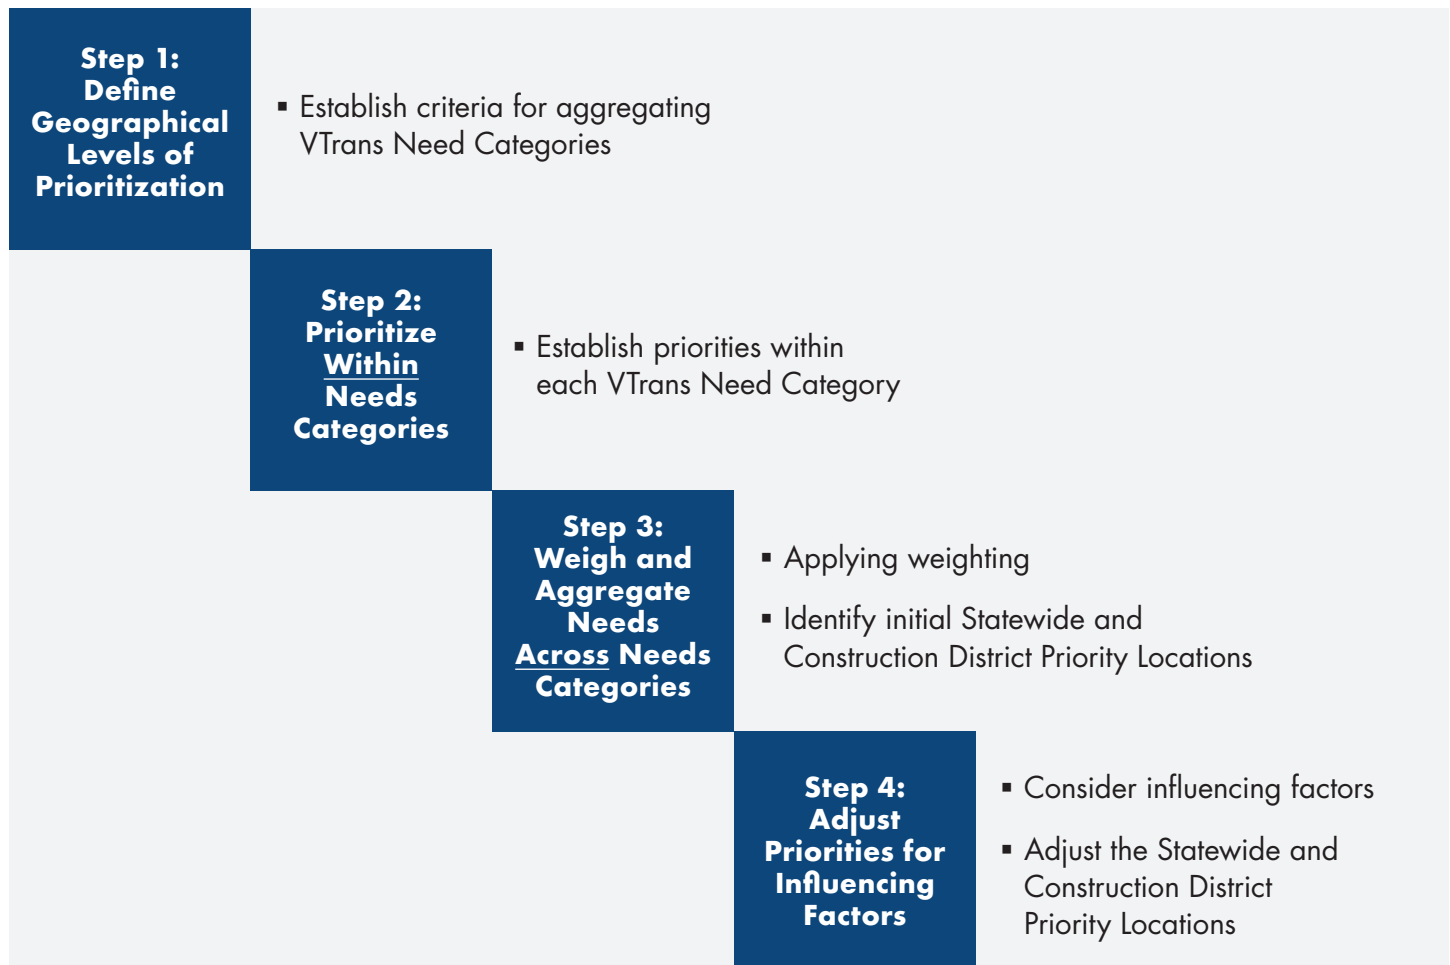 Step 1:
Define
Geographical
Levels of
Prioritization
▪ Establish criteria for aggregating
VTrans Need Categories
Step 2:
Prioritize
Within
Needs
Categories
▪ Establish priorities within
each VTrans Need Category
Step 3:
Weigh and
Aggregate
Needs
Across Needs
Categories
▪ Applying weighting
▪ Identify initial Statewide and
Construction District Priority Locations
Step 4:
Adjust
Priorities for
Influencing
Factors
▪ Consider influencing factors
▪ Adjust the Statewide and
Construction District
Priority Locations